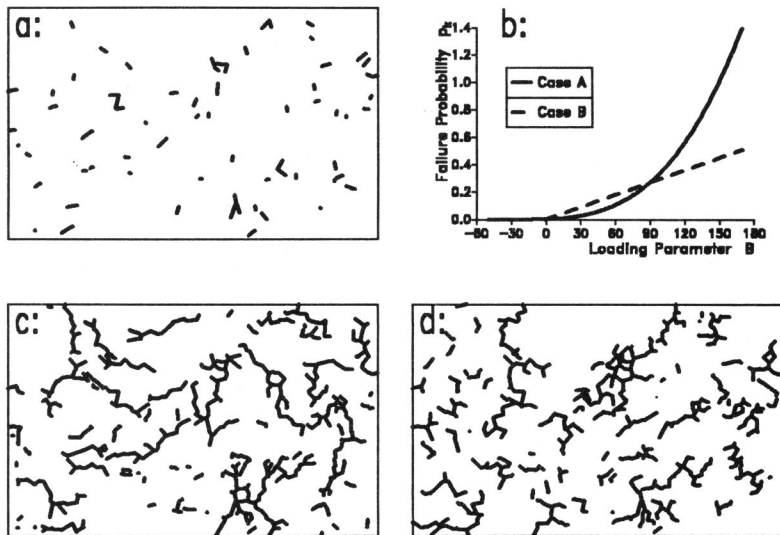 a:
b:
Failure Probability
1.4
1.2
1.0
0.8
0.6
0.4
0.2
0.0
Case A
Case B
-60 -30 0 30 60 90 120 150 180
Loading Parameter B
c:
d: